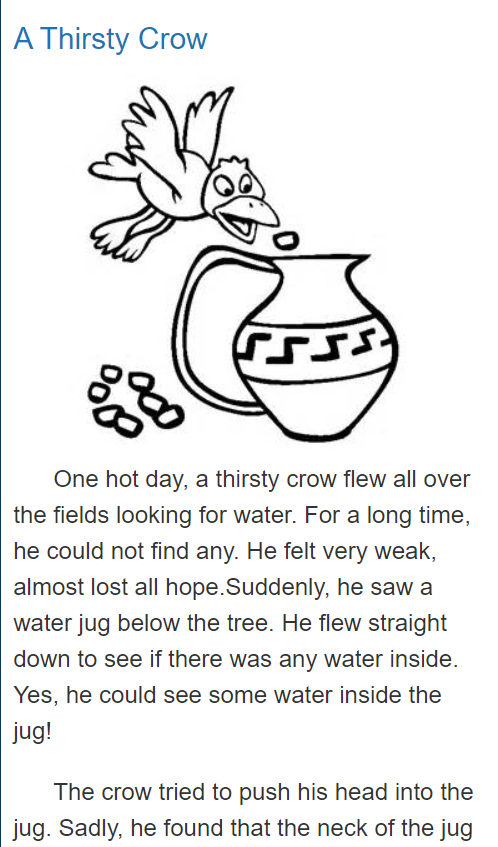 A Thirsty Crow
One hot day, a thirsty crow flew all over
the fields looking for water. For a long time,
he could not find any. He felt very weak,
almost lost all hope.Suddenly, he saw a
water jug below the tree. He flew straight
down to see if there was any water inside.
Yes, he could see some water inside the
jug!
The crow tried to push his head into the
jug. Sadly, he found that the neck of the jug